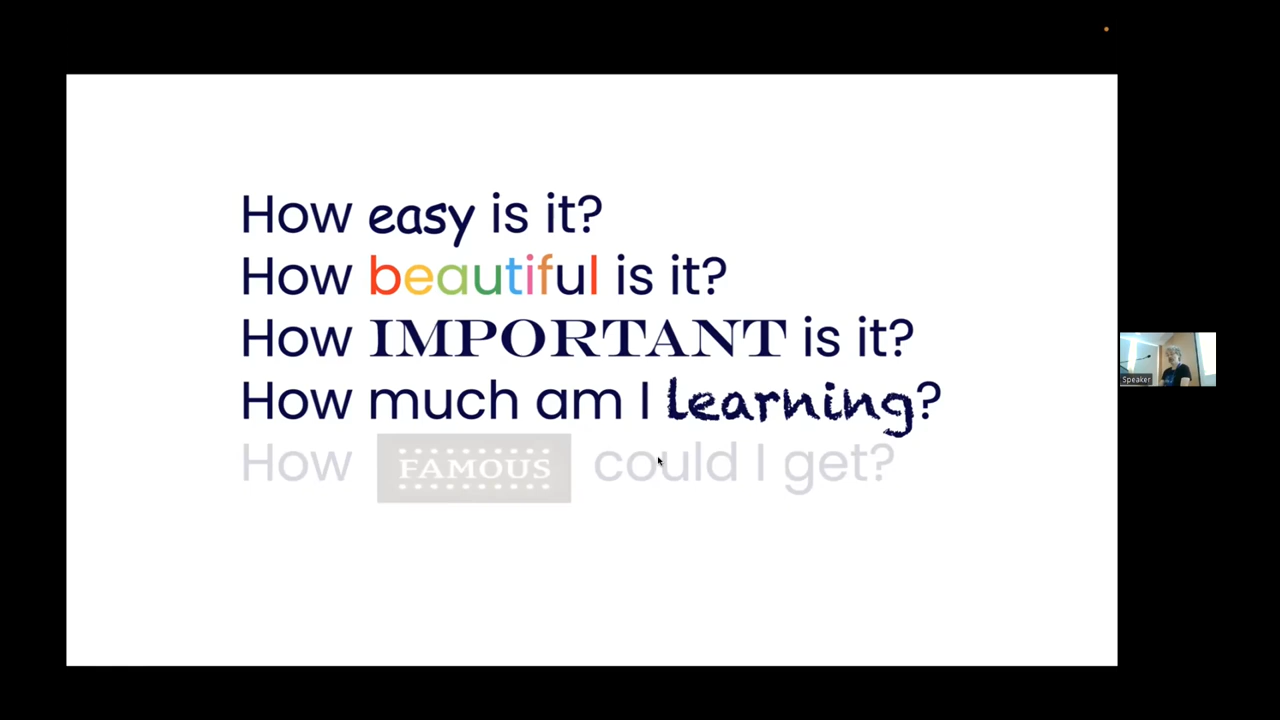 How easy is it?
How beautiful is it?
How IMPORTANT is it?
How much am I learning?
How FAMOUS could I get?
Speaker